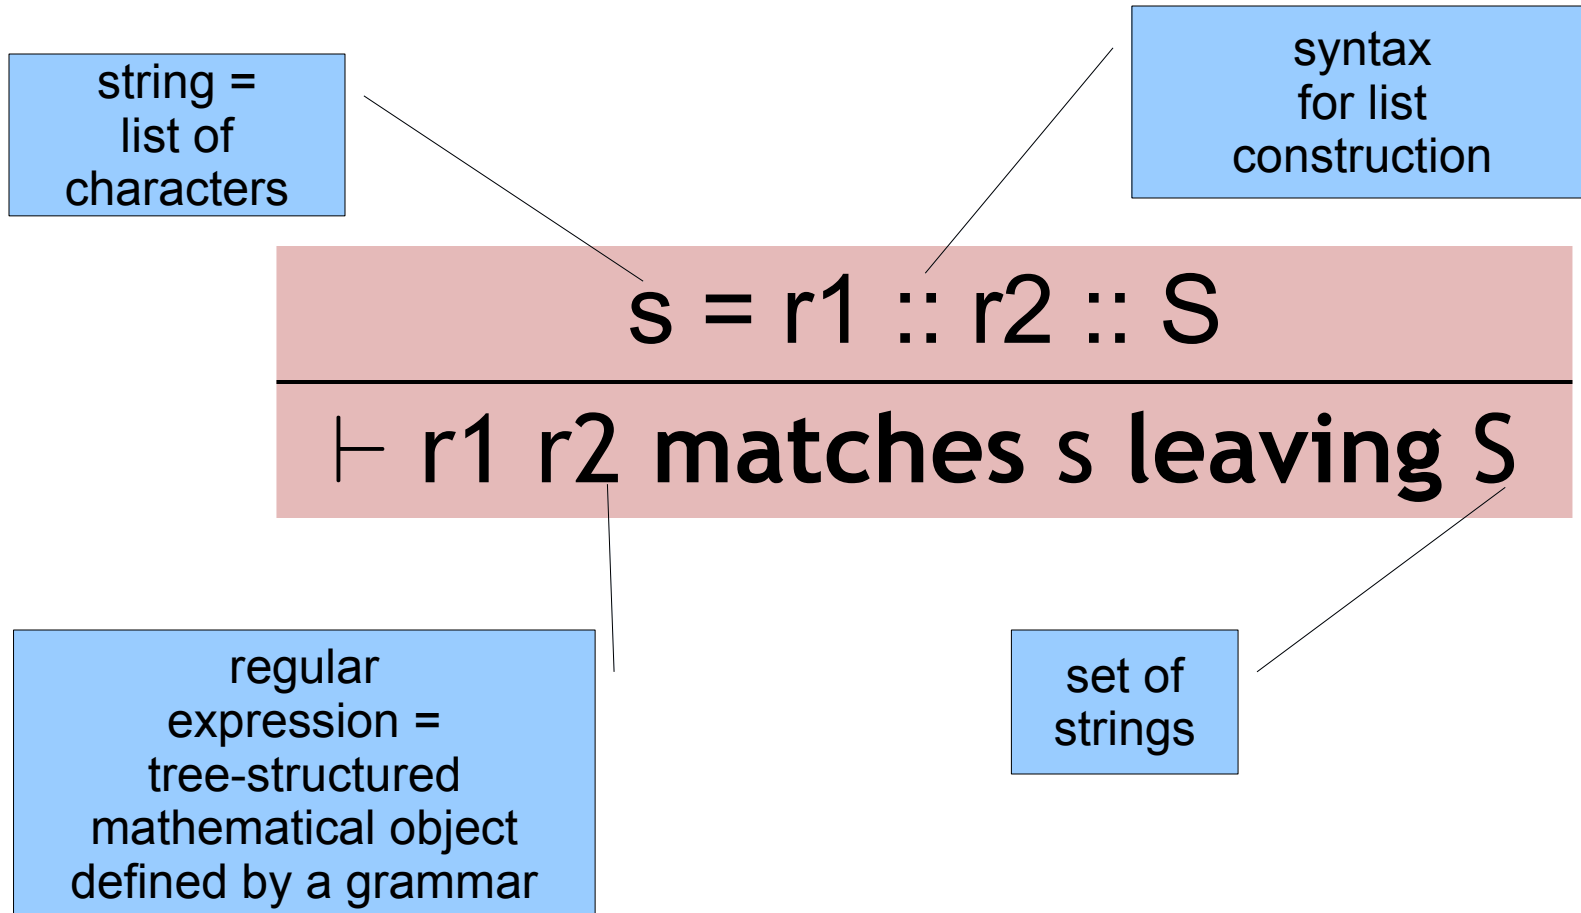 string =
list of
characters
syntax
for list
construction
s = r1 :: r2 :: S
⊢ r1 r2 matches s leaving S
regular
expression =
tree-structured
mathematical object
defined by a grammar
set of
strings